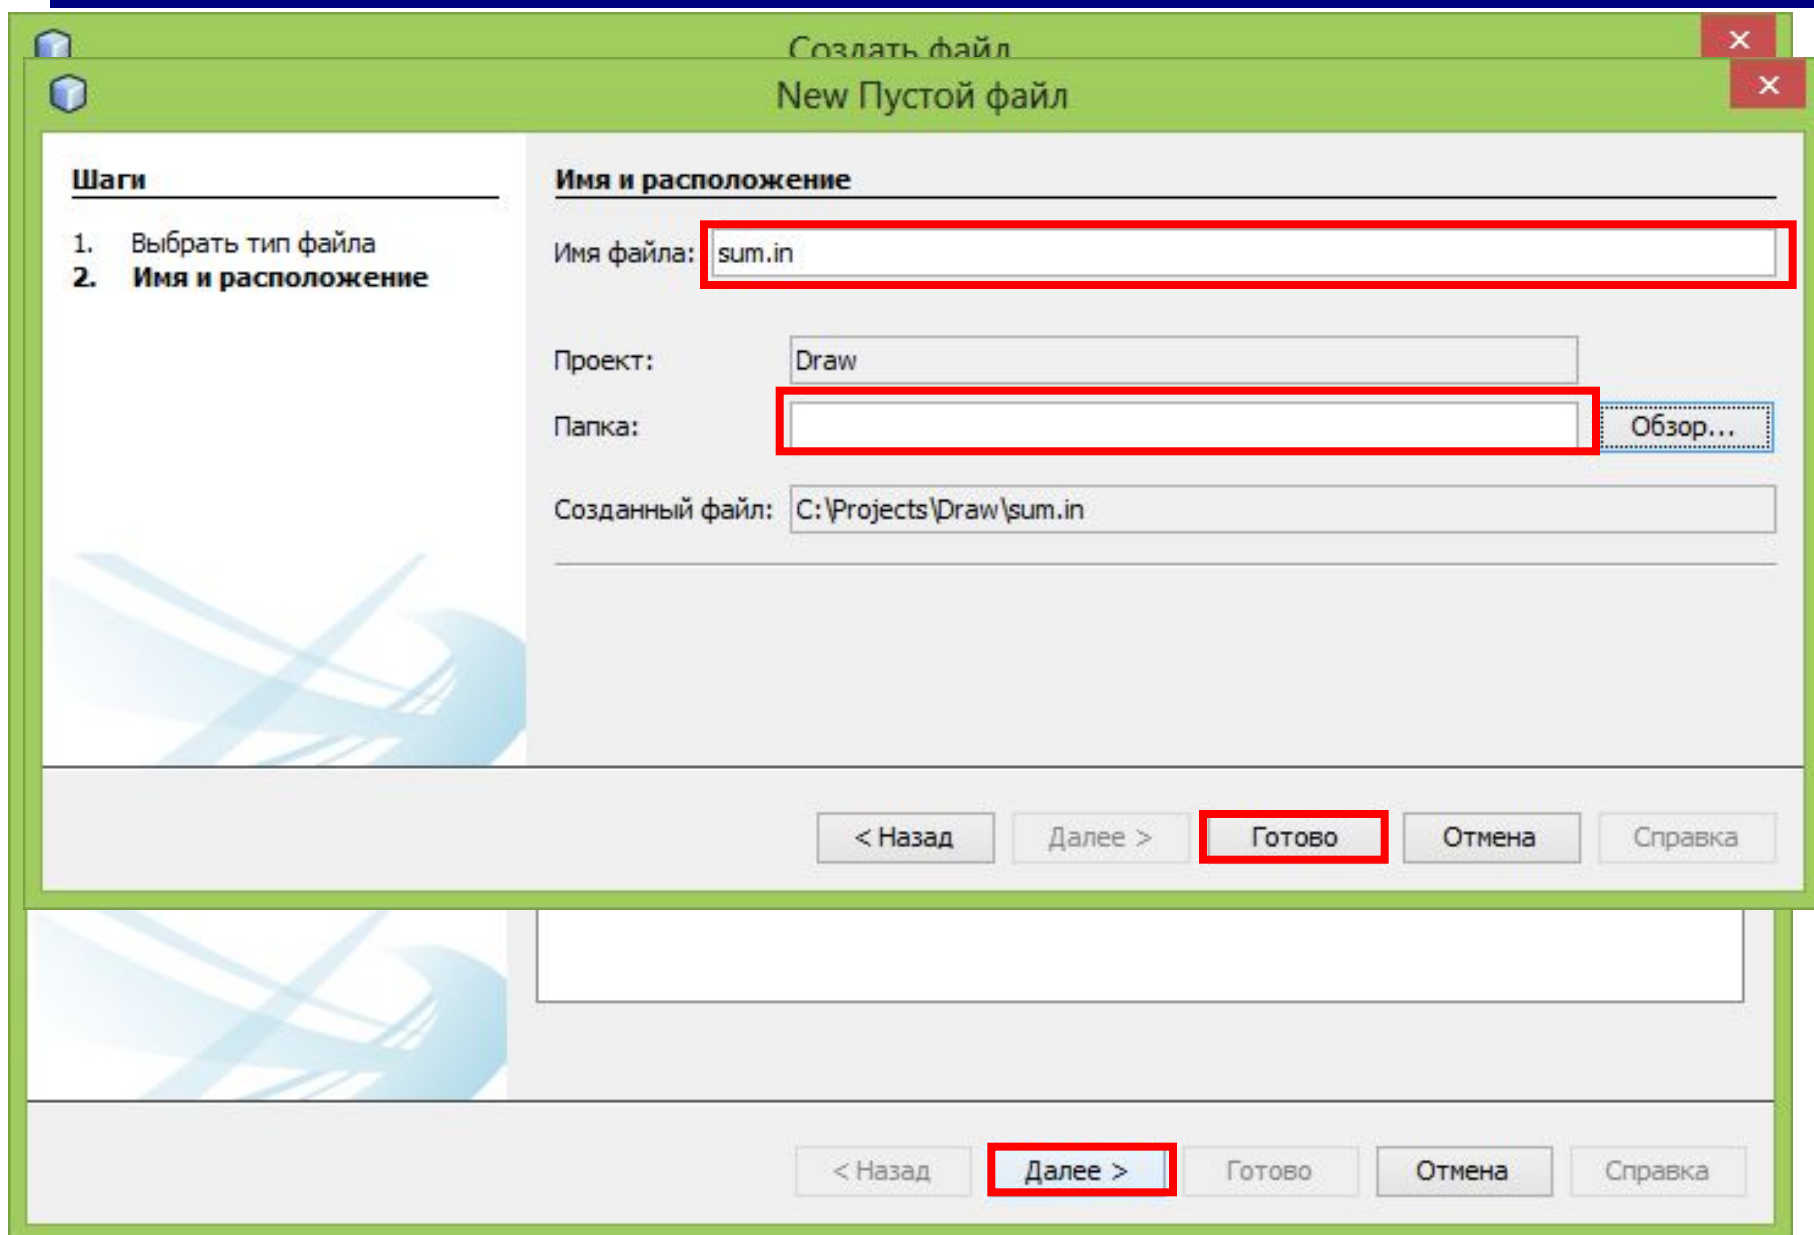 Создать файл
New Пустой файл
Шаги
1. Выбрать тип файла
2. Имя и расположение
Имя и расположение
Имя файла: sum.in
Проект: Draw
Папка: Обзор...
Созданный файл: C:\Projects\Draw\sum.in
< Назад Далее > Готово Отмена Справка
< Назад Далее > Готово Отмена Справка